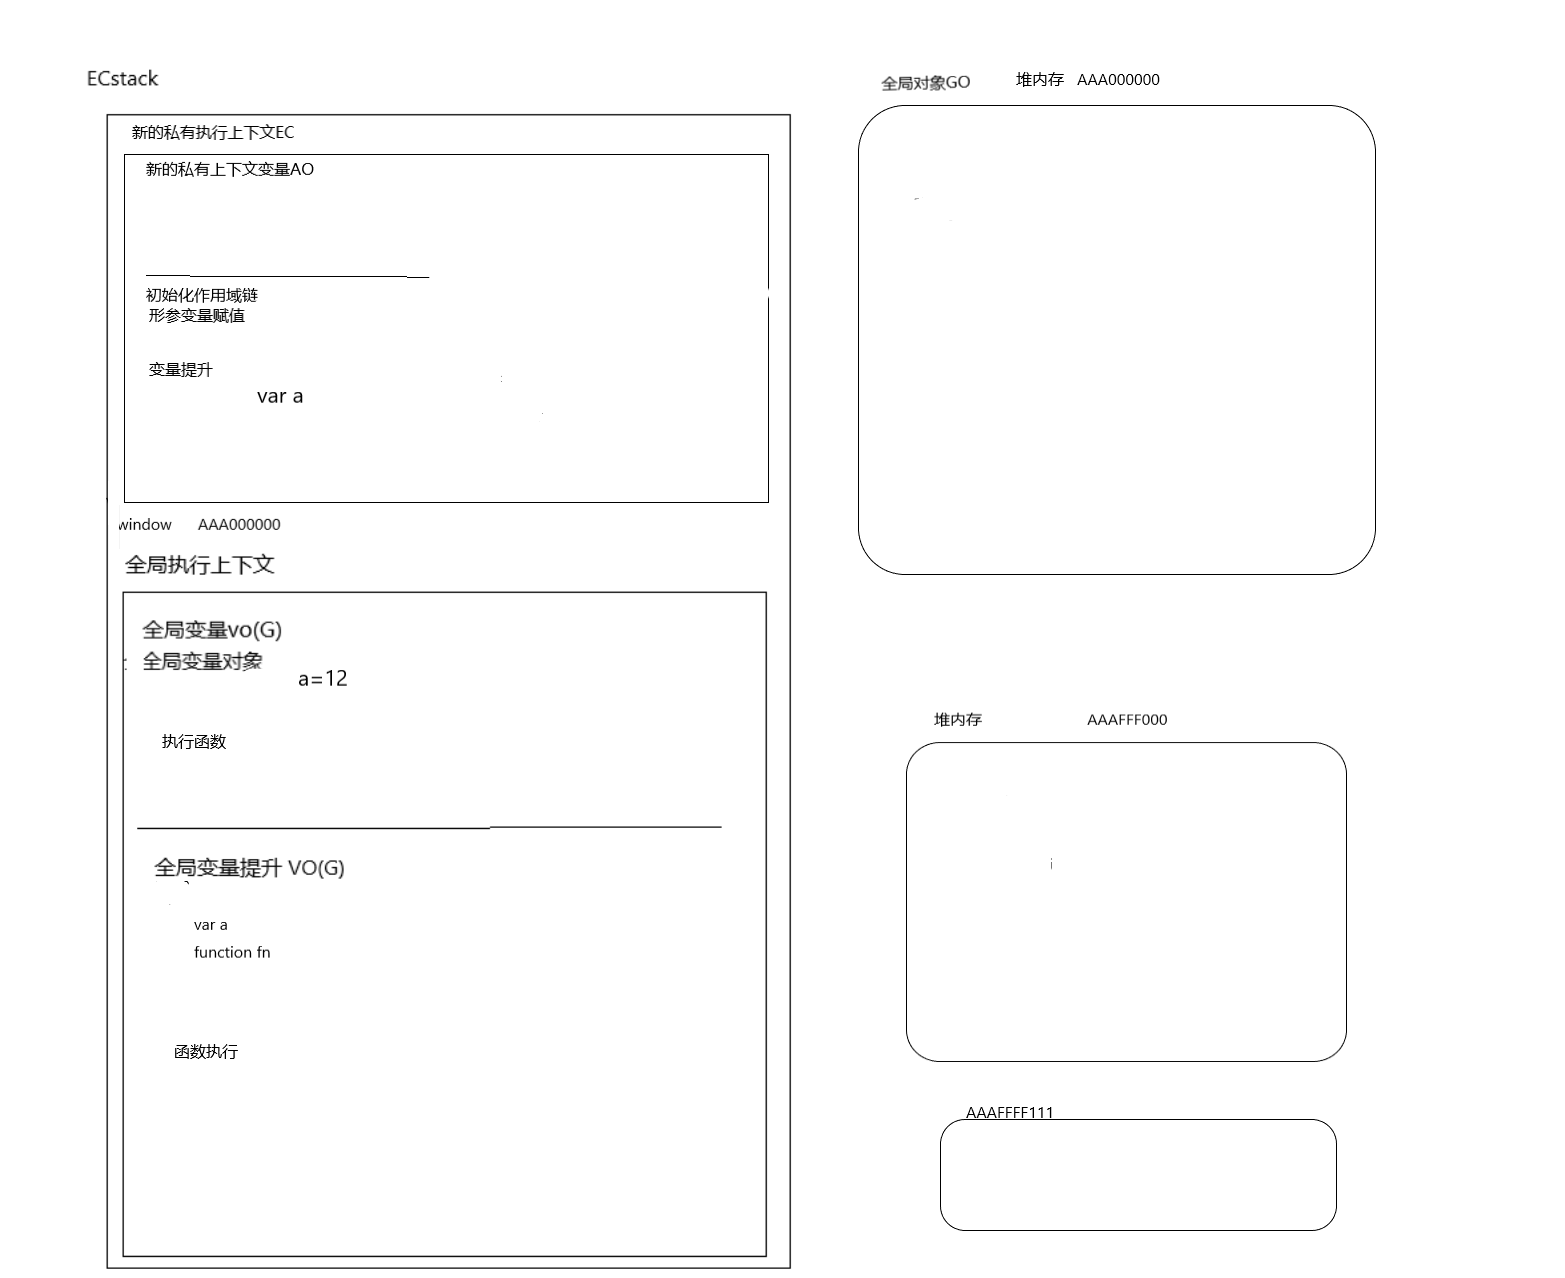 ECstack
新的私有执行上下文EC
新的私有上下文变量AO
初始化作用域链
形参变量赋值
变量提升
var a
window AAA000000
全局执行上下文
全局变量vo(G)
全局变量对象
a=12
执行函数
全局变量提升 VO(G)
var a
function fn
函数执行
全局对象GO 堆内存 AAA000000
堆内存 AAAFFF000
AAAFFFF111